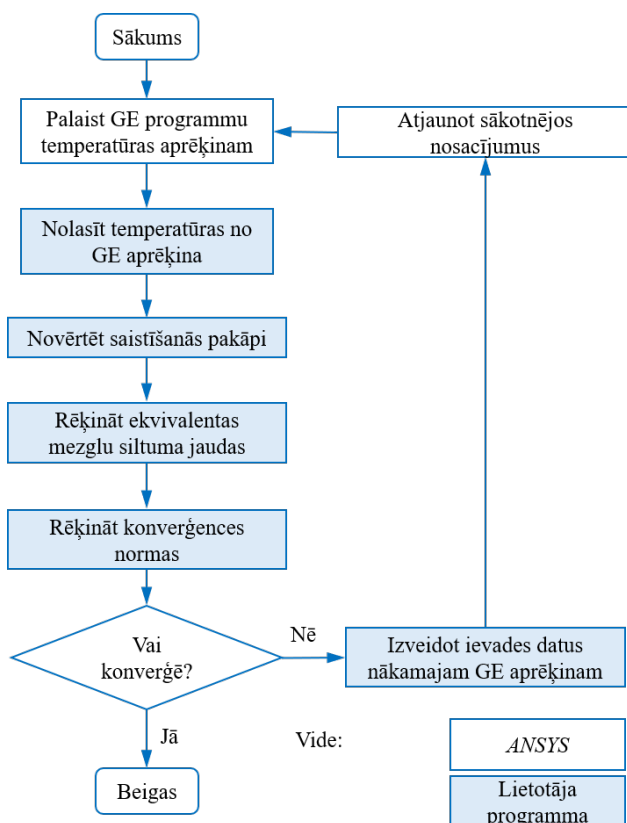 Sākums
Palaist GE programmu
temperatūras aprēķinam
Atjaunot sākotnējos
nosacījumus
Nolasīt temperatūras no
GE aprēķina
Novērtēt saistīšanās pakāpi
Rēķināt ekvivalentas
mezglu siltuma jaudas
Rēķināt konverģences
normas
Vai
konverģē?
Nē
Izveidot ievades datus
nākamajam GE aprēķinam
Jā
Beigas
Vide:
ANSYS
Lietotāja
programma